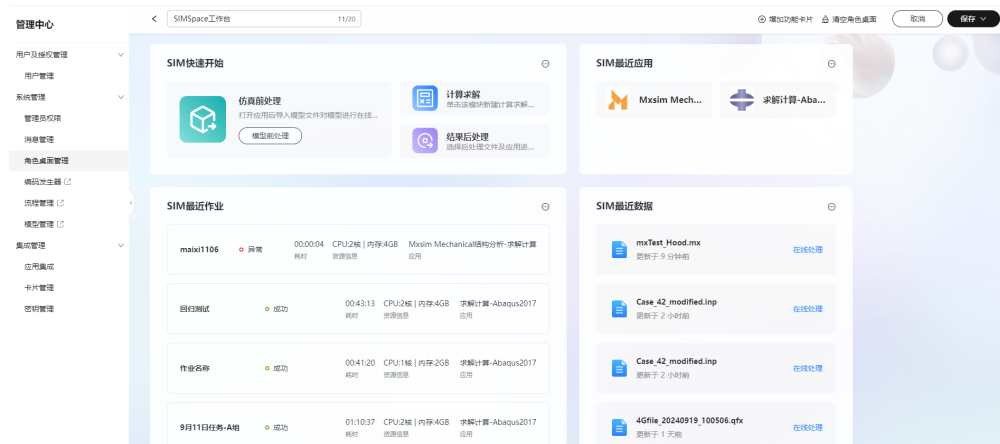 管理中心
SIMSpace工作台
11/20
增加功能卡片
清空角色桌面
取消
保存
用户及授权管理
用户管理
系统管理
管理员权限
消息管理
角色桌面管理
编码发生器
流程管理
模型管理
集成管理
应用集成
卡片管理
密钥管理
SIM快速开始
仿真前处理
打开应用后导入模型文件对模型进行在线...
模型前处理
计算求解
单击该模块新建计算求解...
结果后处理
选择后处理文件及应用进...
SIM最近应用
Mxsim Mech...
求解计算-Aba...
SIM最近作业
maixi1106 异常 00:00:04 CPU:2核 | 内存:4GB Mxsim Mechanical结构分析-求解计算
耗时 资源信息 应用
回归测试 成功 00:43:13 CPU:2核 | 内存:4GB 求解计算-Abaqus2017
耗时 资源信息 应用
作业名称 成功 00:41:20 CPU:1核 | 内存:2GB 求解计算-Abaqus2017
耗时 资源信息 应用
9月11日任务-A组 成功 01:10:37 CPU:2核 | 内存:4GB 求解计算-Abaqus2017
耗时 资源信息 应用
SIM最近数据
mxTest_Hood.mx
更新于 9 分钟前
在线处理
Case_42_modified.inp
更新于 2 小时前
在线处理
Case_42_modified.inp
更新于 2 小时前
在线处理
4Gfile_20240919_100506.qfx
更新于 1 天前
在线处理